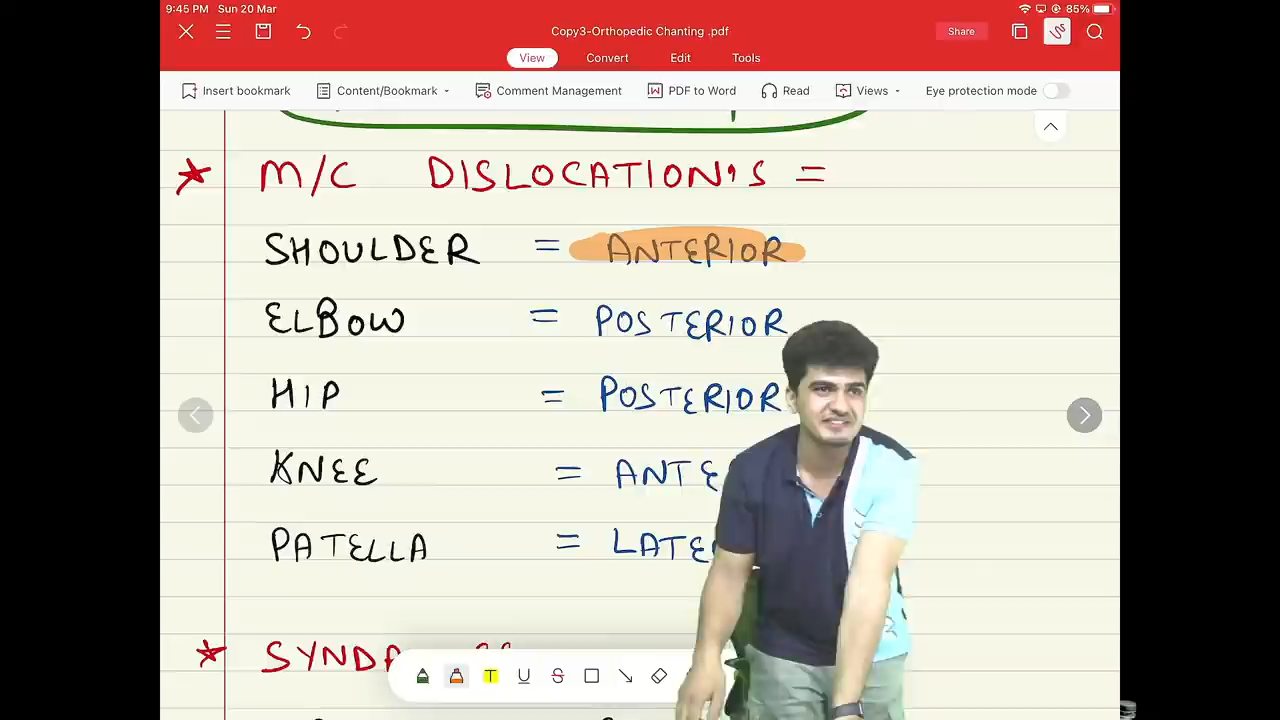 9:45 PM Sun 20 Mar 85%
Copy3-Orthopedic Chanting .pdf
Share
View Convert Edit Tools
Insert bookmark Content/Bookmark Comment Management PDF to Word Read Views Eye protection mode
M/C DISLOCATION'S =
SHOULDER = ANTERIOR
ELBOW = POSTERIOR
HIP = POSTERIOR
KNEE = ANTE
PATELLA = LATE